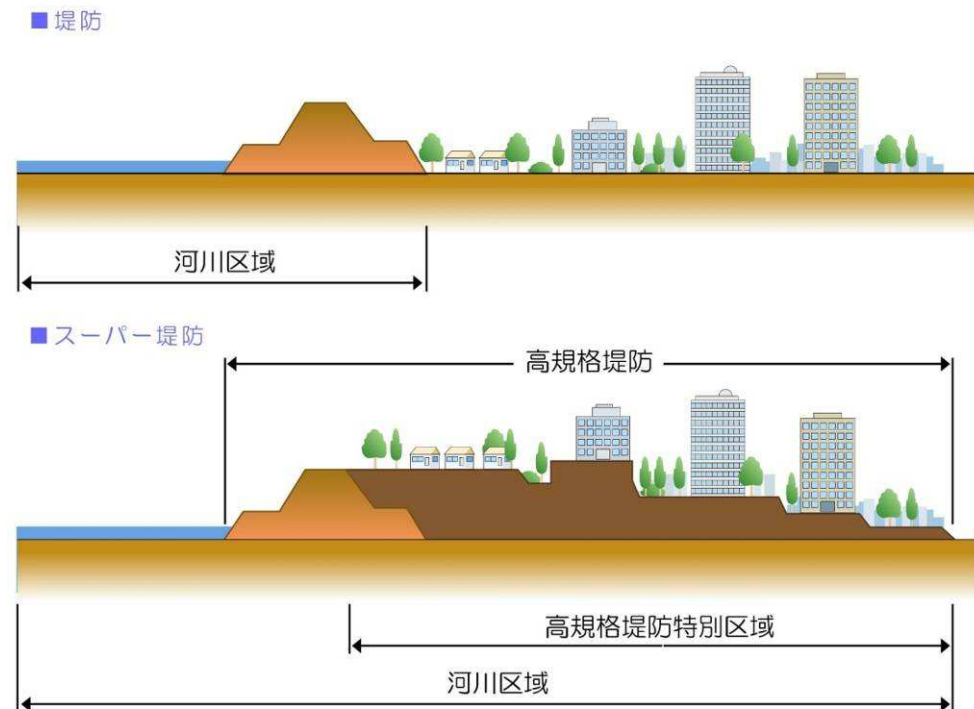 ■堤防
河川区域
■スーパー堤防
高規格堤防
高規格堤防特別区域
河川区域